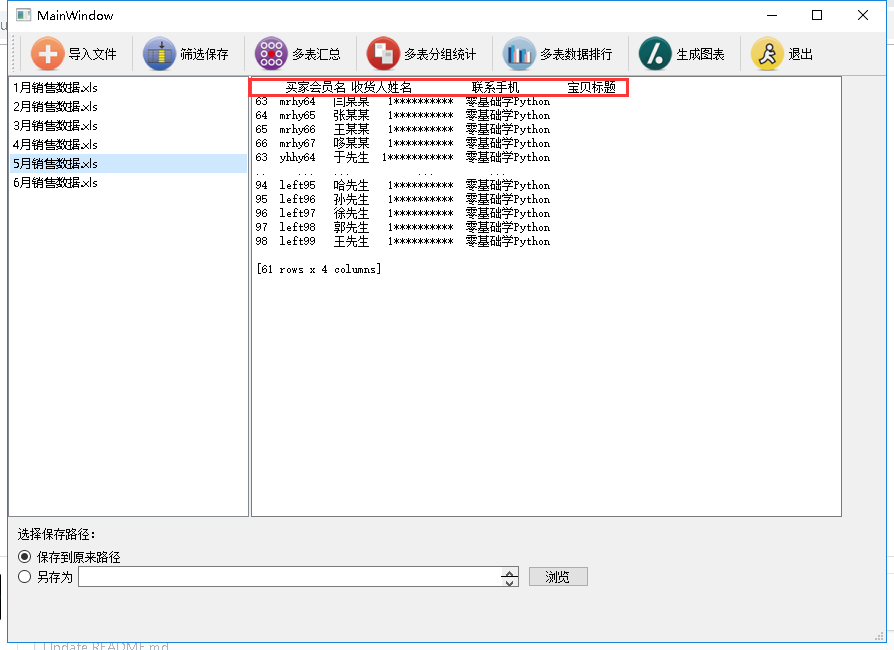 MainWindow
导入文件 筛选保存 多表汇总 多表分组统计 多表数据排行 生成图表 退出
1月销售数据.xls
2月销售数据.xls
3月销售数据.xls
4月销售数据.xls
5月销售数据.xls
6月销售数据.xls
买家会员名 收货人姓名 联系手机 宝贝标题
63 mrhy64 闫某某 1********** 零基础学Python
64 mrhy65 张某某 1********** 零基础学Python
65 mrhy66 王某某 1********** 零基础学Python
66 mrhy67 哆某某 1********** 零基础学Python
63 yhhy64 于先生 1*********** 零基础学Python
.. ... ... ... ...
94 left95 哈先生 1********** 零基础学Python
95 left96 孙先生 1********** 零基础学Python
96 left97 徐先生 1********** 零基础学Python
97 left98 郭先生 1********** 零基础学Python
98 left99 王先生 1********** 零基础学Python
[61 rows x 4 columns]
选择保存路径：
保存到原来路径
另存为 浏览
Update README.md